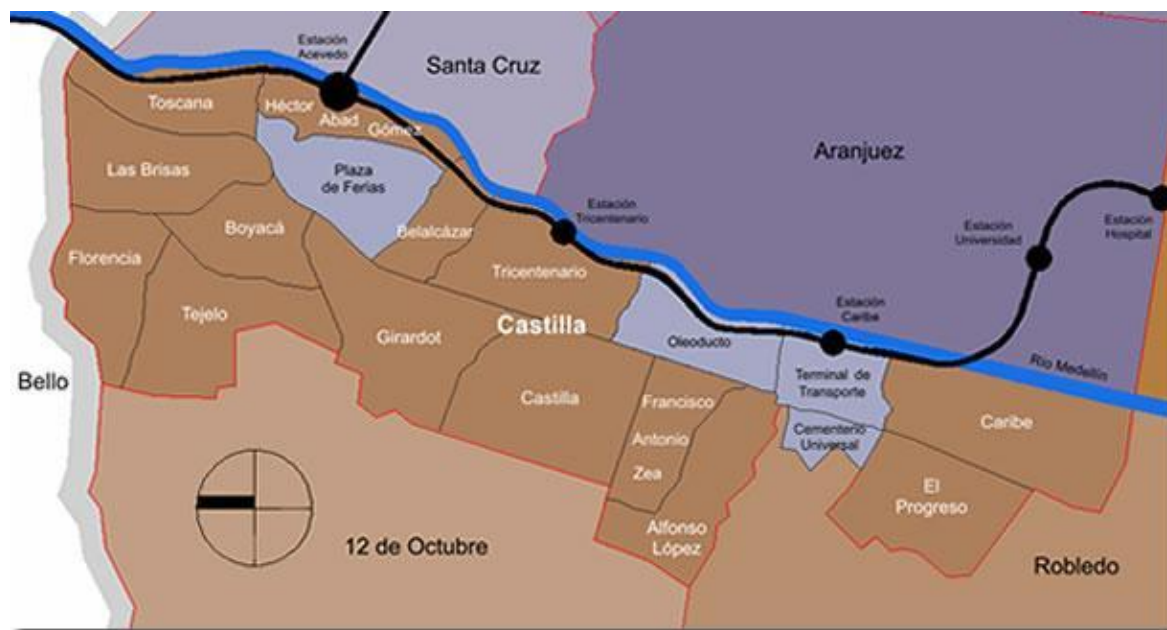 Estación
Acevedo
Santa Cruz
Toscana
Héctor
Abad
Gómez
Aranjuez
Las Brisas
Plaza
de Ferias
Estación
Tricentenario
Estación
Universidad
Estación
Hospital
Boyacá
Belalcázar
Florencia
Tricentenario
Estación
Caribe
Tejelo
Girardot
Castilla
Oleoducto
Río Medellín
Bello
Terminal de
Transporte
Castilla
Francisco
Antonio
Zea
Caribe
Cementerio
Universal
El
Progreso
Alfonso
López
12 de Octubre
Robledo